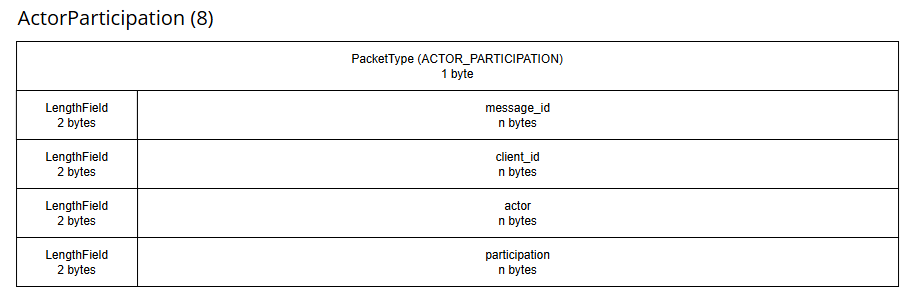 ActorParticipation (8)
PacketType (ACTOR_PARTICIPATION)
1 byte
LengthField
2 bytes
message_id
n bytes
LengthField
2 bytes
client_id
n bytes
LengthField
2 bytes
actor
n bytes
LengthField
2 bytes
participation
n bytes